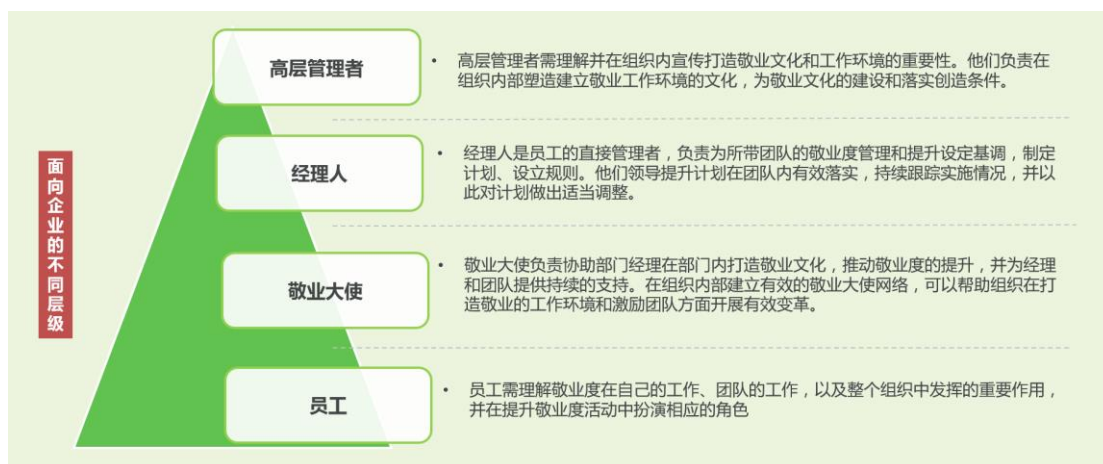 面向企业的不同层级
高层管理者
• 高层管理者需理解并在组织内宣传打造敬业文化和工作环境的重要性。他们负责在
组织内部塑造建立敬业工作环境的文化，为敬业文化的建设和落实创造条件。
经理人
• 经理人是员工的直接管理者，负责为所带团队的敬业度管理和提升设定基调，制定
计划、设立规则。他们领导提升计划在团队内有效落实，持续跟踪实施情况，并以
此对计划做出适当调整。
敬业大使
• 敬业大使负责协助部门经理在部门内打造敬业文化，推动敬业度的提升，并为经理
和团队提供持续的支持。在组织内部建立有效的敬业大使网络，可以帮助组织在打
造敬业的工作环境和激励团队方面开展有效变革。
员工
• 员工需理解敬业度在自己的工作、团队的工作，以及整个组织中发挥的重要作用，
并在提升敬业度活动中扮演相应的角色